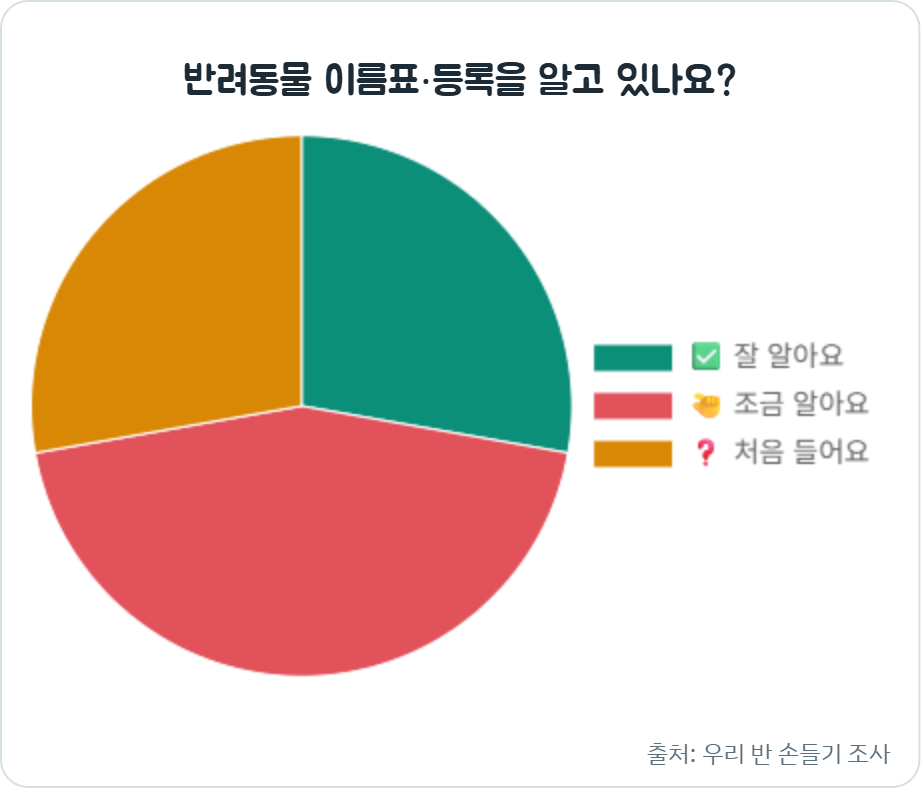 반려동물 이름표·등록을 알고 있나요?
✅ 잘 알아요
🤏 조금 알아요
❓ 처음 들어요
출처: 우리 반 손들기 조사